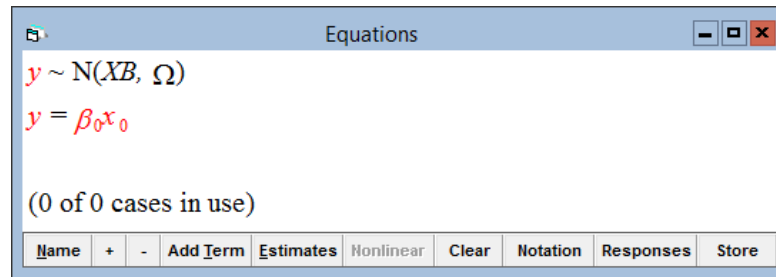 Equations
y ~ N(XB, Ω)
y = β₀x₀
(0 of 0 cases in use)
Name + - Add Term Estimates Nonlinear Clear Notation Responses Store